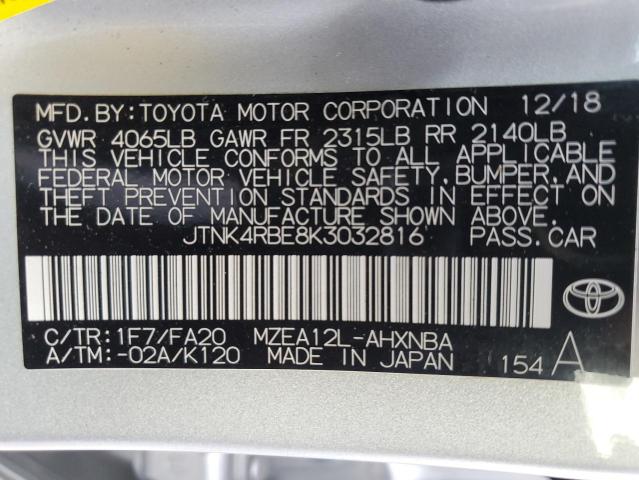 MFD. BY: TOYOTA MOTOR CORPORATION 12/18
GVWR 4065LB GAWR FR 2315LB RR 2140LB
THIS VEHICLE CONFORMS TO ALL APPLICABLE
FEDERAL MOTOR VEHICLE SAFETY, BUMPER, AND
THEFT PREVENTION STANDARDS IN EFFECT ON
THE DATE OF MANUFACTURE SHOWN ABOVE.
JTNK4RBE8K3032816 PASS. CAR
TOYOTA
C/TR: 1F7/FA20 MZEA12L-AHXNBA
A/TM: -02A/K120 MADE IN JAPAN 154 A